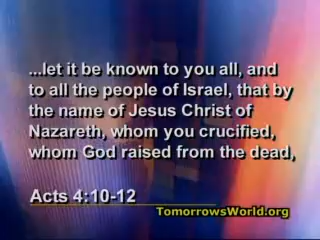 ...let it be known to you all, and
to all the people of Israel, that by
the name of Jesus Christ of
Nazareth, whom you crucified,
whom God raised from the dead,
Acts 4:10-12
TomorrowsWorld.org